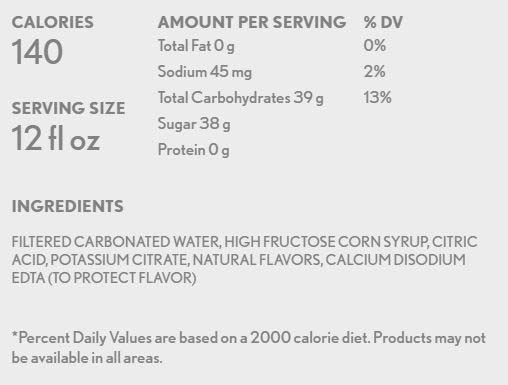 CALORIES
140
SERVING SIZE
12 fl oz
AMOUNT PER SERVING % DV
Total Fat 0 g 0%
Sodium 45 mg 2%
Total Carbohydrates 39 g 13%
Sugar 38 g
Protein 0 g
INGREDIENTS
FILTERED CARBONATED WATER, HIGH FRUCTOSE CORN SYRUP, CITRIC
ACID, POTASSIUM CITRATE, NATURAL FLAVORS, CALCIUM DISODIUM
EDTA (TO PROTECT FLAVOR)
*Percent Daily Values are based on a 2000 calorie diet. Products may not
be available in all areas.